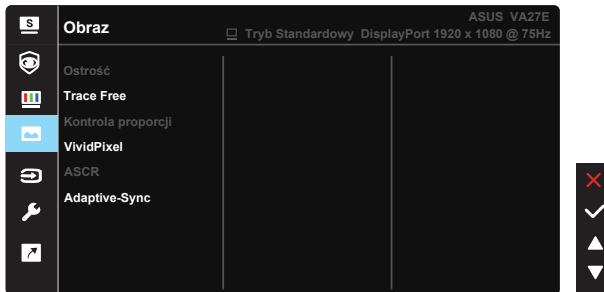 S
Obraz
ASUS VA27E
Tryb Standardowy DisplayPort 1920 x 1080 @ 75Hz
Ostrość
Trace Free
Kontrola proporcji
VividPixel
ASCR
Adaptive-Sync